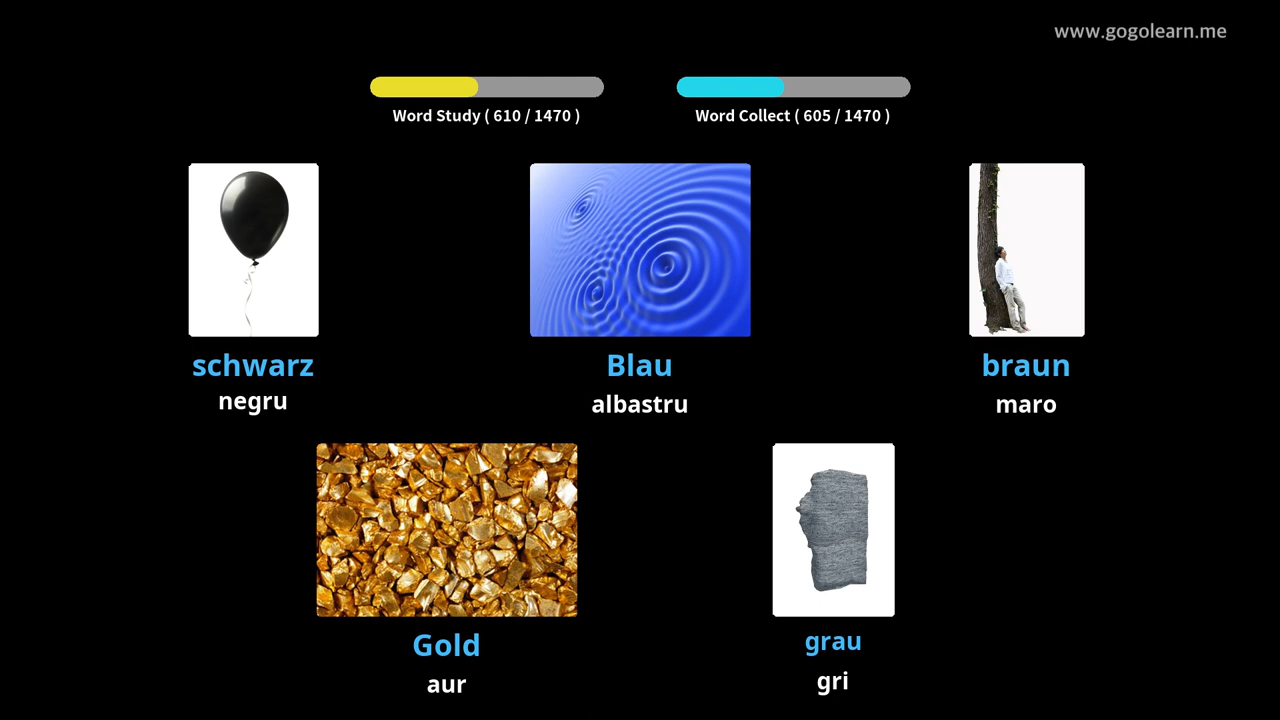 www.gogolearn.me
Word Study ( 610 / 1470 )
Word Collect ( 605 / 1470 )
schwarz
negru
Blau
albastru
braun
maro
Gold
aur
grau
gri